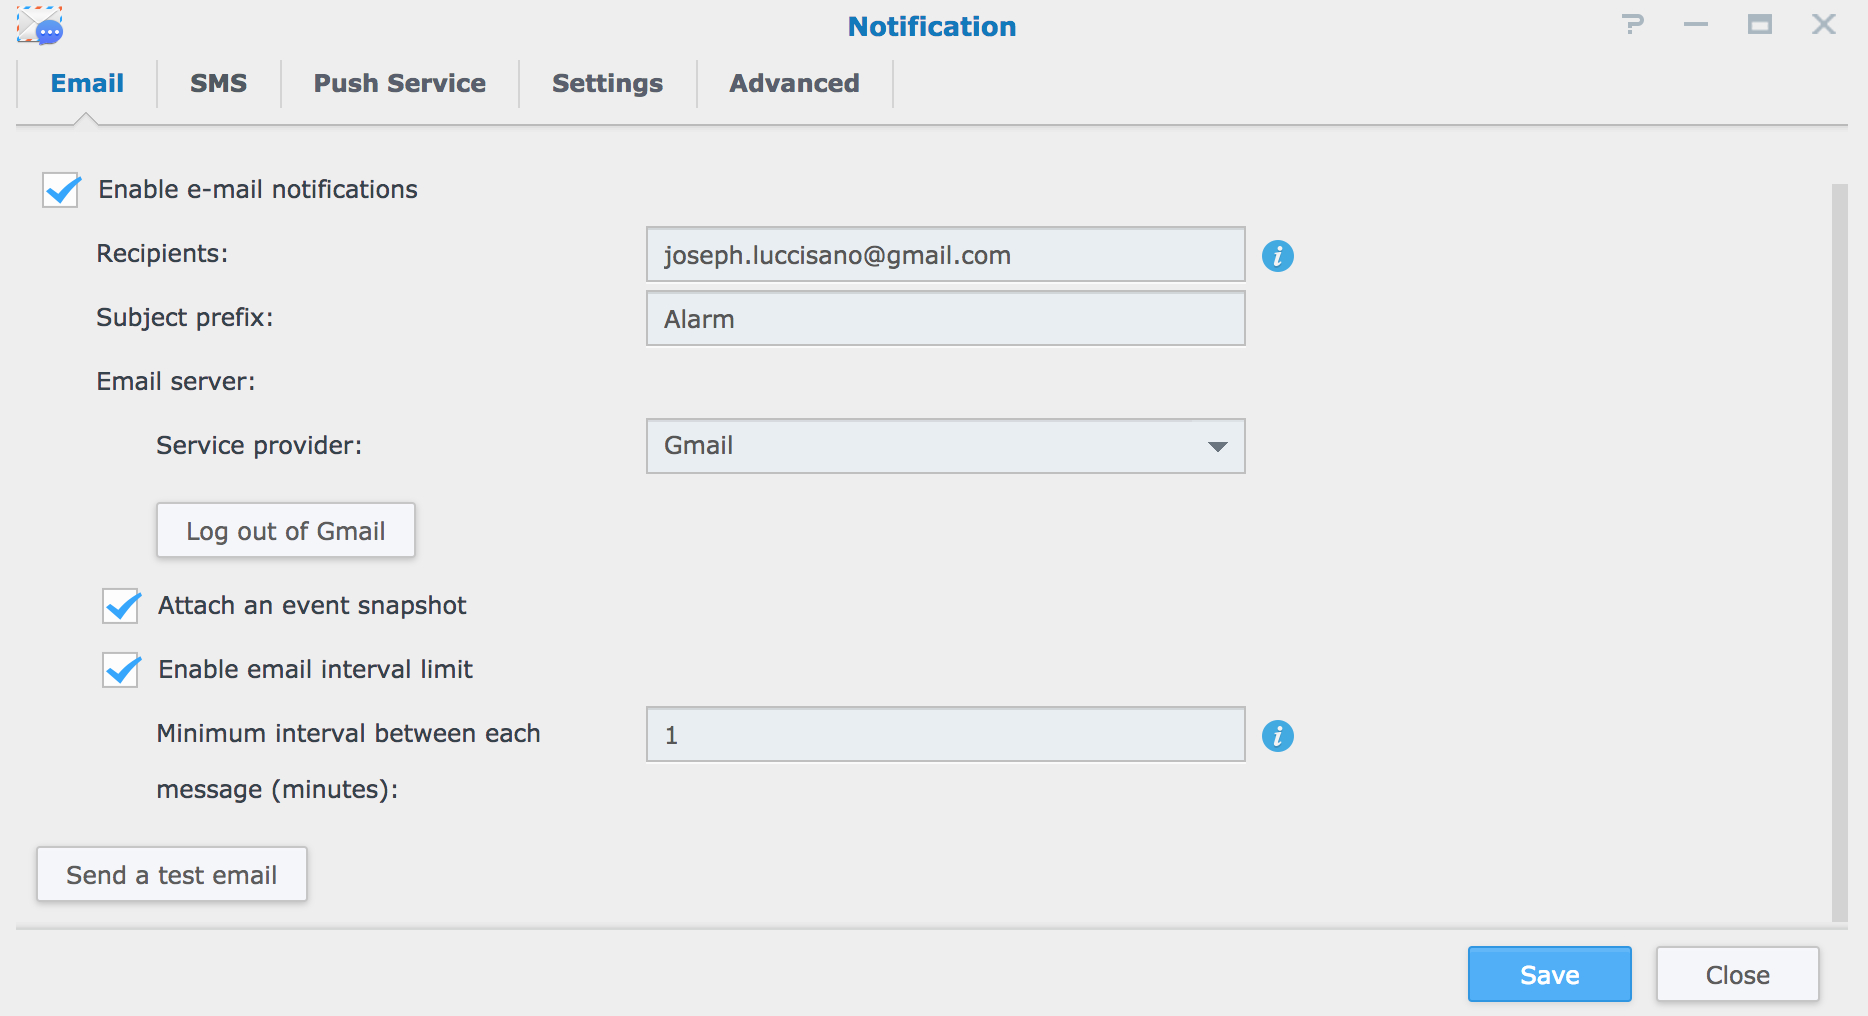 Notification
Email
SMS
Push Service
Settings
Advanced
Enable e-mail notifications
Recipients: joseph.luccisano@gmail.com
Subject prefix: Alarm
Email server:
Service provider: Gmail
Log out of Gmail
Attach an event snapshot
Enable email interval limit
Minimum interval between each 1
message (minutes):
Send a test email
Save
Close